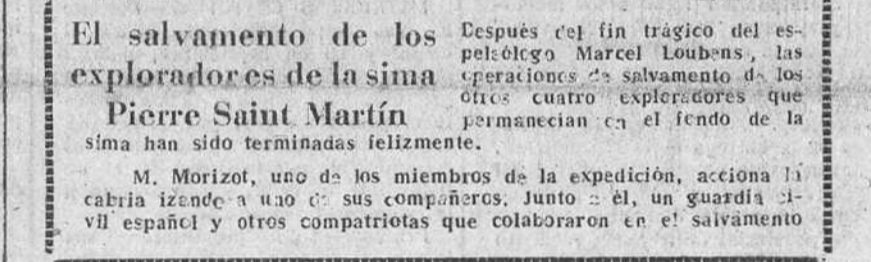 El salvamento de los
exploradores de la sima
Pierre Saint Martín
Después del fin trágico del es-
peleólogo Marcel Loubens, las
operaciones de salvamento de los
otros cuatro exploradores que
permanecian en el fondo de la
sima han sido terminadas felizmente.
M. Morizot, uno de los miembros de la expedición, acciona la
cabria izando a uno de sus compañeros. Junto a él, un guardia ci-
vil español y otros compatriotas que colaboraron en el salvamento